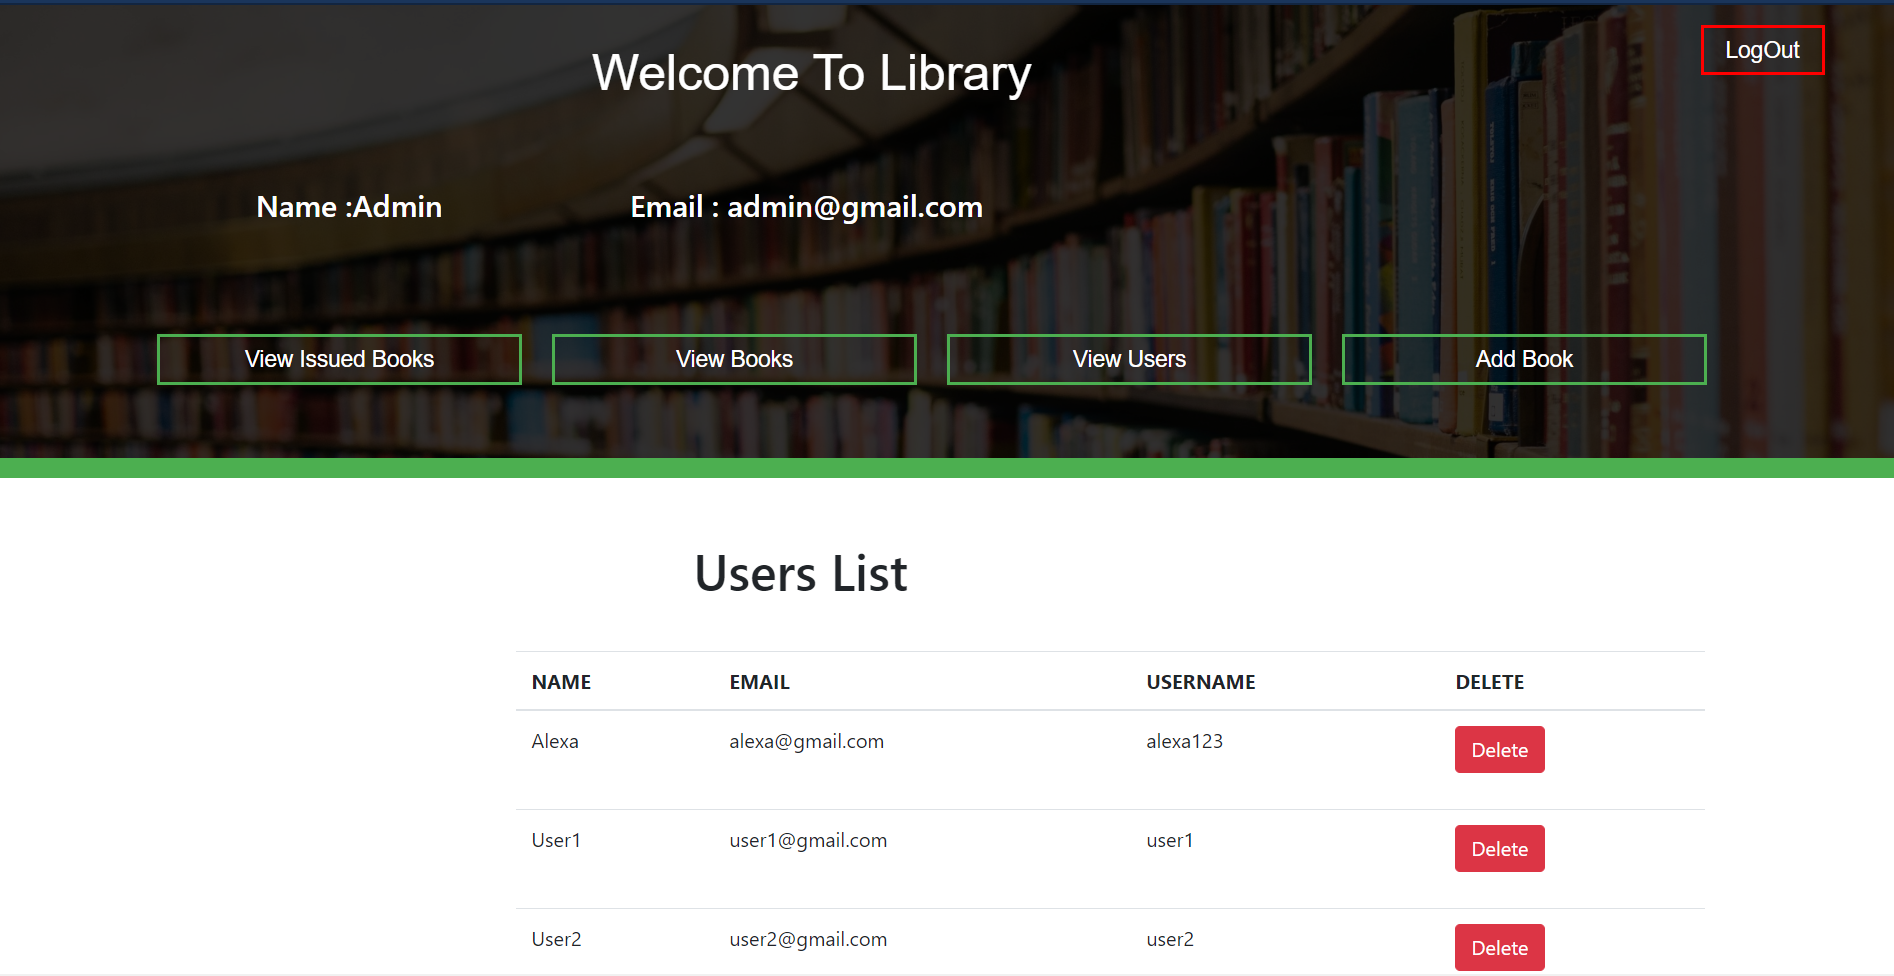 LogOut
Welcome To Library
Name :Admin Email : admin@gmail.com
View Issued Books View Books View Users Add Book
Users List
NAME EMAIL USERNAME DELETE
Alexa alexa@gmail.com alexa123 Delete
User1 user1@gmail.com user1 Delete
User2 user2@gmail.com user2 Delete